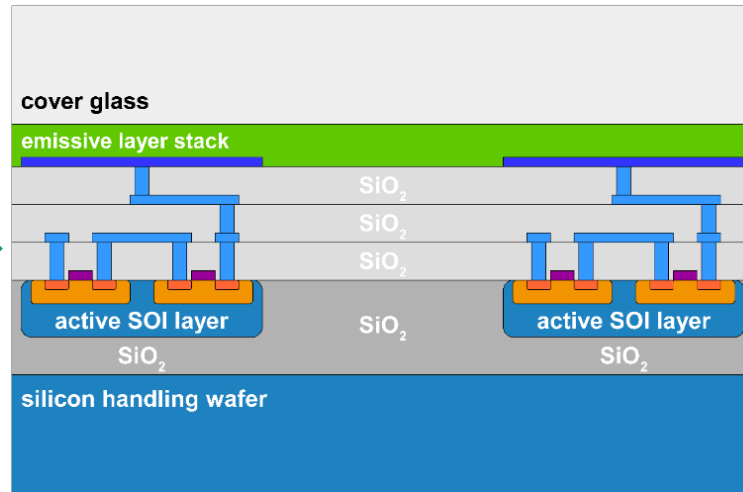 cover glass
emissive layer stack
SiO₂
SiO₂
SiO₂
active SOI layer
SiO₂
active SOI layer
SiO₂
SiO₂
silicon handling wafer